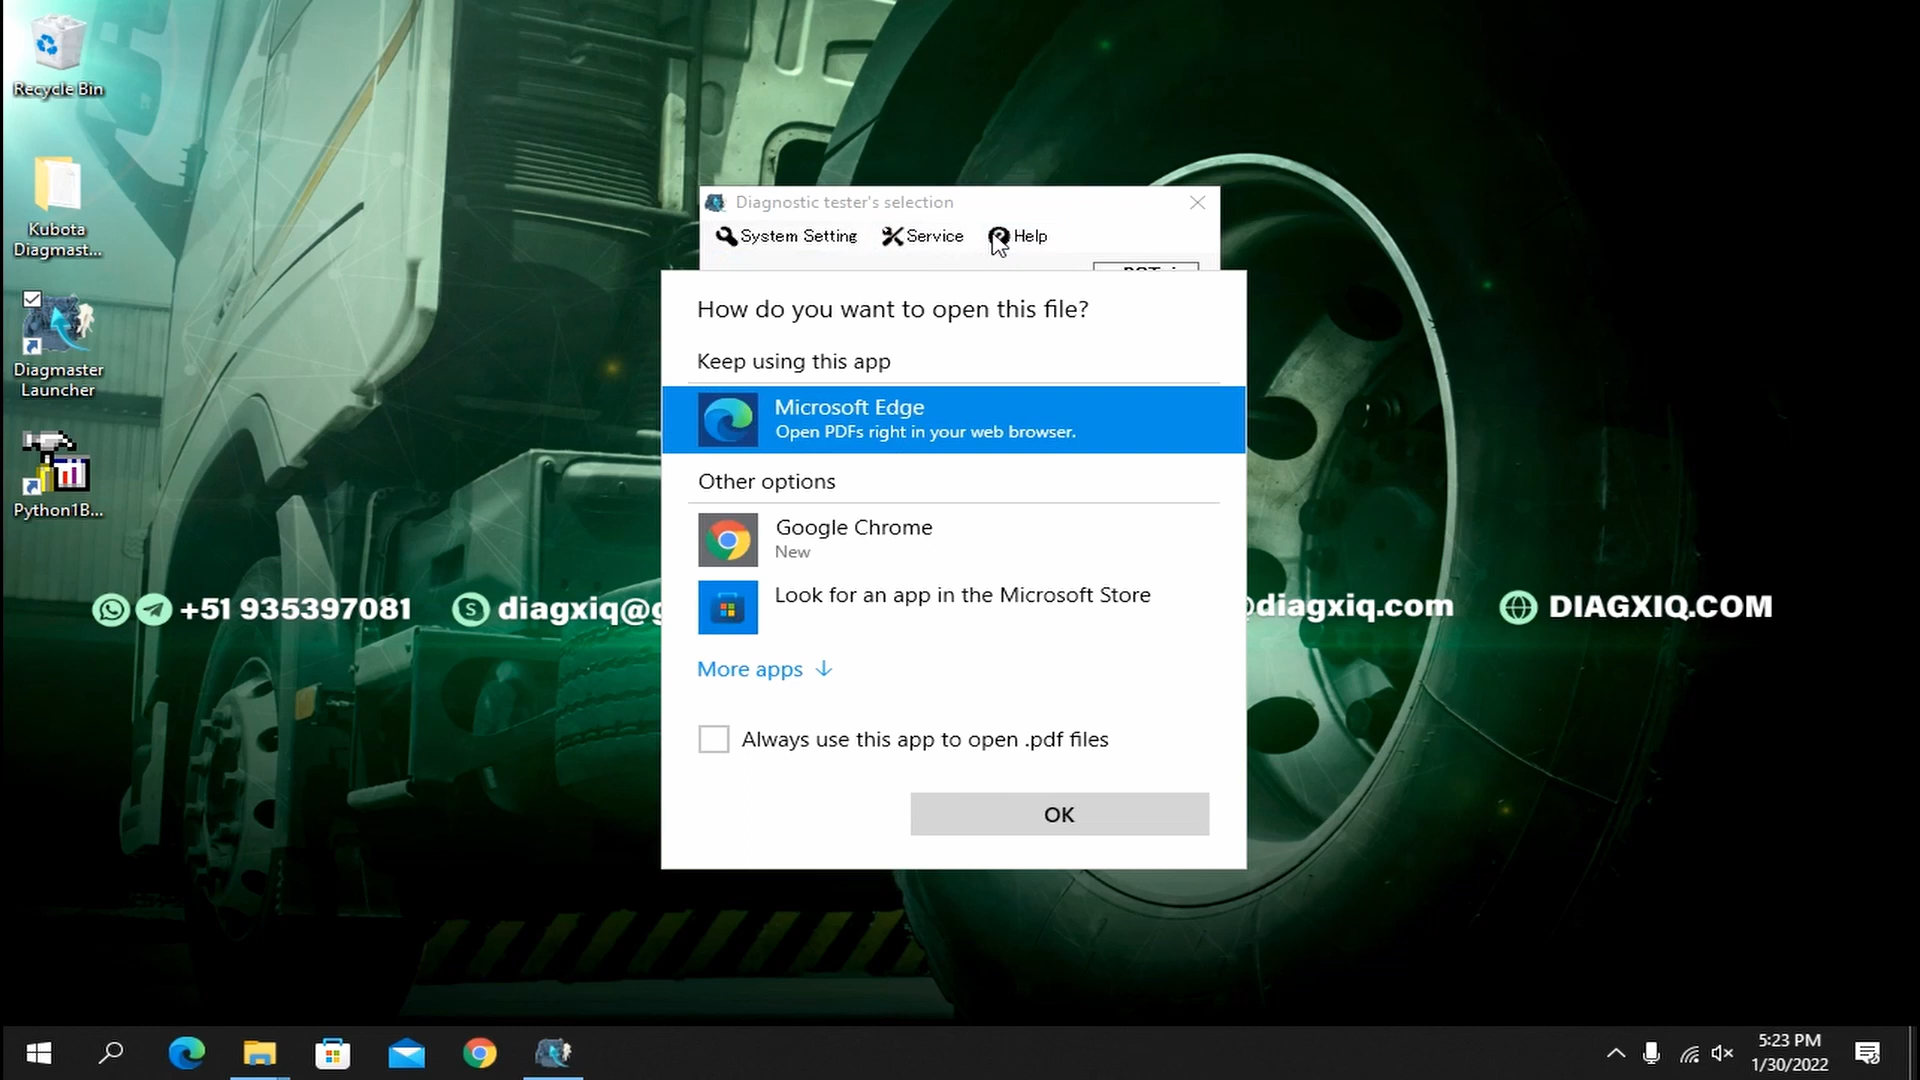 Recycle Bin
Kubota
Diagmast...
Diagmaster
Launcher
Python1B...
Diagnostic tester's selection
System Setting
Service
Help
How do you want to open this file?
Keep using this app
Microsoft Edge
Open PDFs right in your web browser.
Other options
Google Chrome
New
Look for an app in the Microsoft Store
More apps
Always use this app to open .pdf files
OK
+51 935397081
diagxiq@g
@diagxiq.com
DIAGXIQ.COM
5:23 PM
1/30/2022